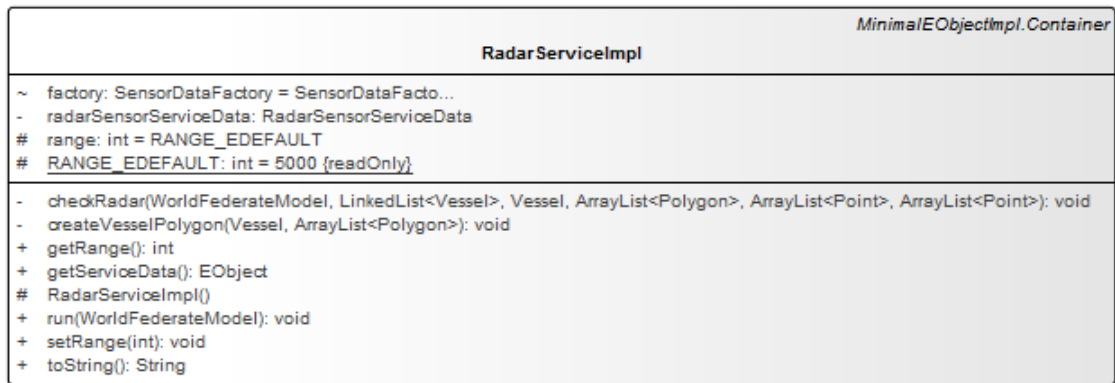 MinimalEObjectImpl.Container
RadarServiceImpl
~ factory: SensorDataFactory = SensorDataFacto...
- radarSensorServiceData: RadarSensorServiceData
# range: int = RANGE_EDEFAULT
# RANGE_EDEFAULT: int = 5000 {readOnly}
- checkRadar(WorldFederateModel, LinkedList<Vessel>, Vessel, ArrayList<Polygon>, ArrayList<Point>, ArrayList<Point>): void
- createVesselPolygon(Vessel, ArrayList<Polygon>): void
+ getRange(): int
+ getServiceData(): EObject
# RadarServiceImpl()
+ run(WorldFederateModel): void
+ setRange(int): void
+ toString(): String